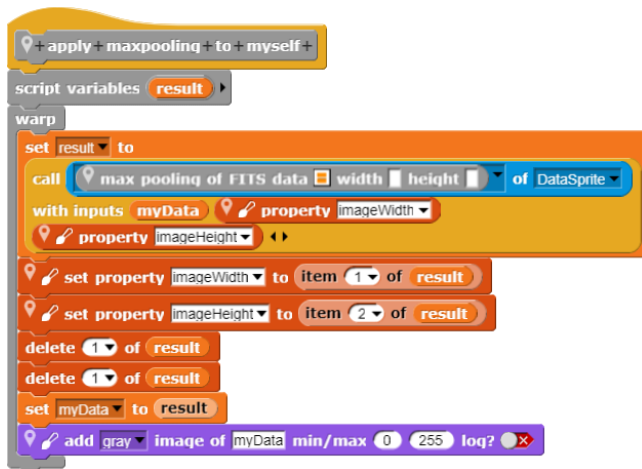 +apply+maxpooling+to+myself+
script variables result
warp
set result to
call max pooling of FITS data width height of DataSprite
with inputs myData property imageWidth
property imageHeight
set property imageWidth to item 1 of result
set property imageHeight to item 2 of result
delete 1 of result
delete 1 of result
set myData to result
add gray image of myData min/max 0 255 log?